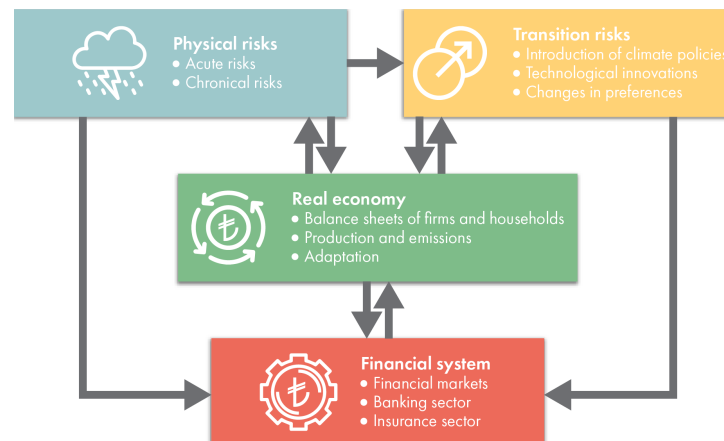 Physical risks
• Acute risks
• Chronical risks
Transition risks
• Introduction of climate policies
• Technological innovations
• Changes in preferences
Real economy
• Balance sheets of firms and households
• Production and emissions
• Adaptation
₺
Financial system
• Financial markets
• Banking sector
• Insurance sector
₺